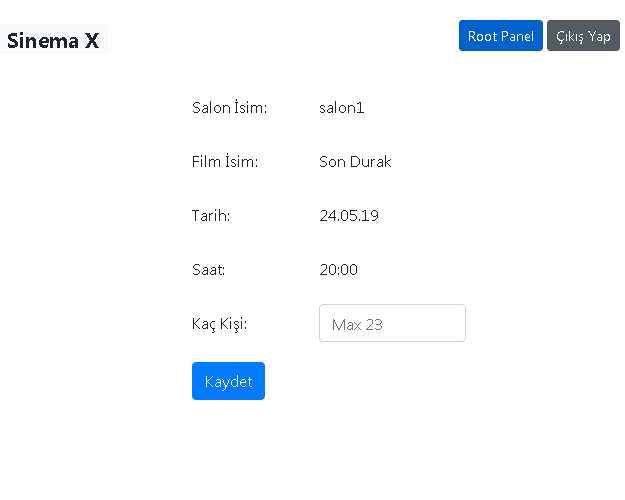 Sinema X
Root Panel
Çıkış Yap
Salon İsim: salon1
Film İsim: Son Durak
Tarih: 24.05.19
Saat: 20:00
Kaç Kişi: Max 23
Kaydet